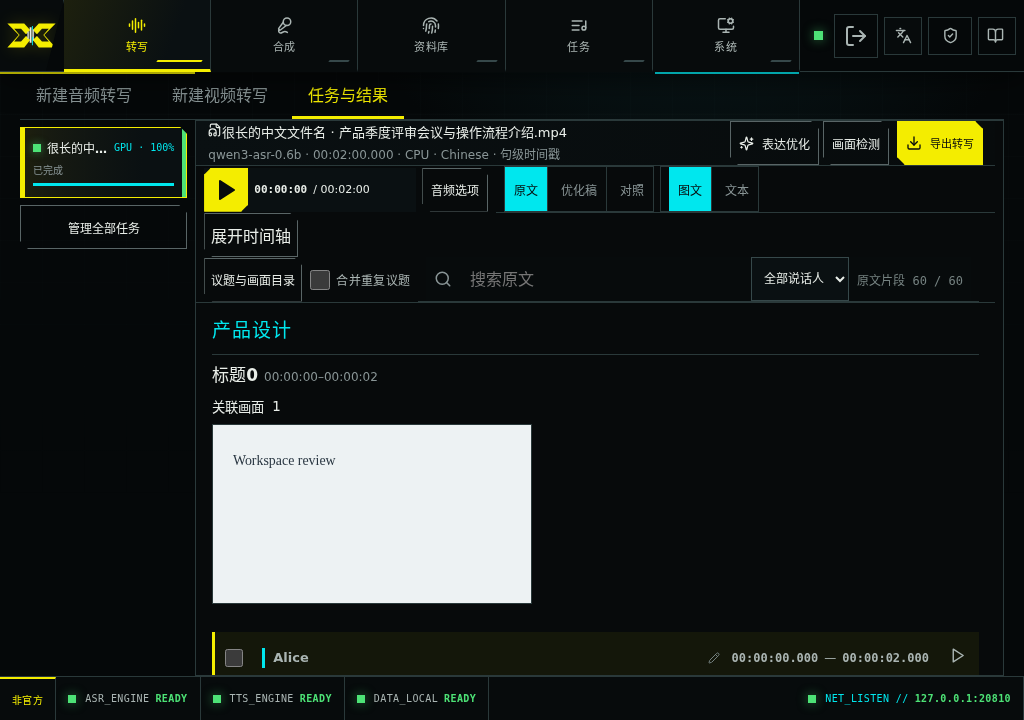 转写
合成
资料库
任务
系统
新建音频转写
新建视频转写
任务与结果
很长的中... GPU · 100%
已完成
管理全部任务
很长的中文文件名 · 产品季度评审会议与操作流程介绍.mp4
qwen3-asr-0.6b · 00:02:00.000 · CPU · Chinese · 句级时间戳
表达优化
画面检测
导出转写
00:00:00 / 00:02:00
音频选项
原文
优化稿
对照
图文
文本
展开时间轴
议题与画面目录
合并重复议题
搜索原文
全部说话人
原文片段 60 / 60
产品设计
标题0 00:00:00–00:00:02
关联画面 1
Workspace review
Alice
00:00:00.000 — 00:00:02.000
非官方
ASR_ENGINE READY
TTS_ENGINE READY
DATA_LOCAL READY
NET_LISTEN // 127.0.0.1:20810